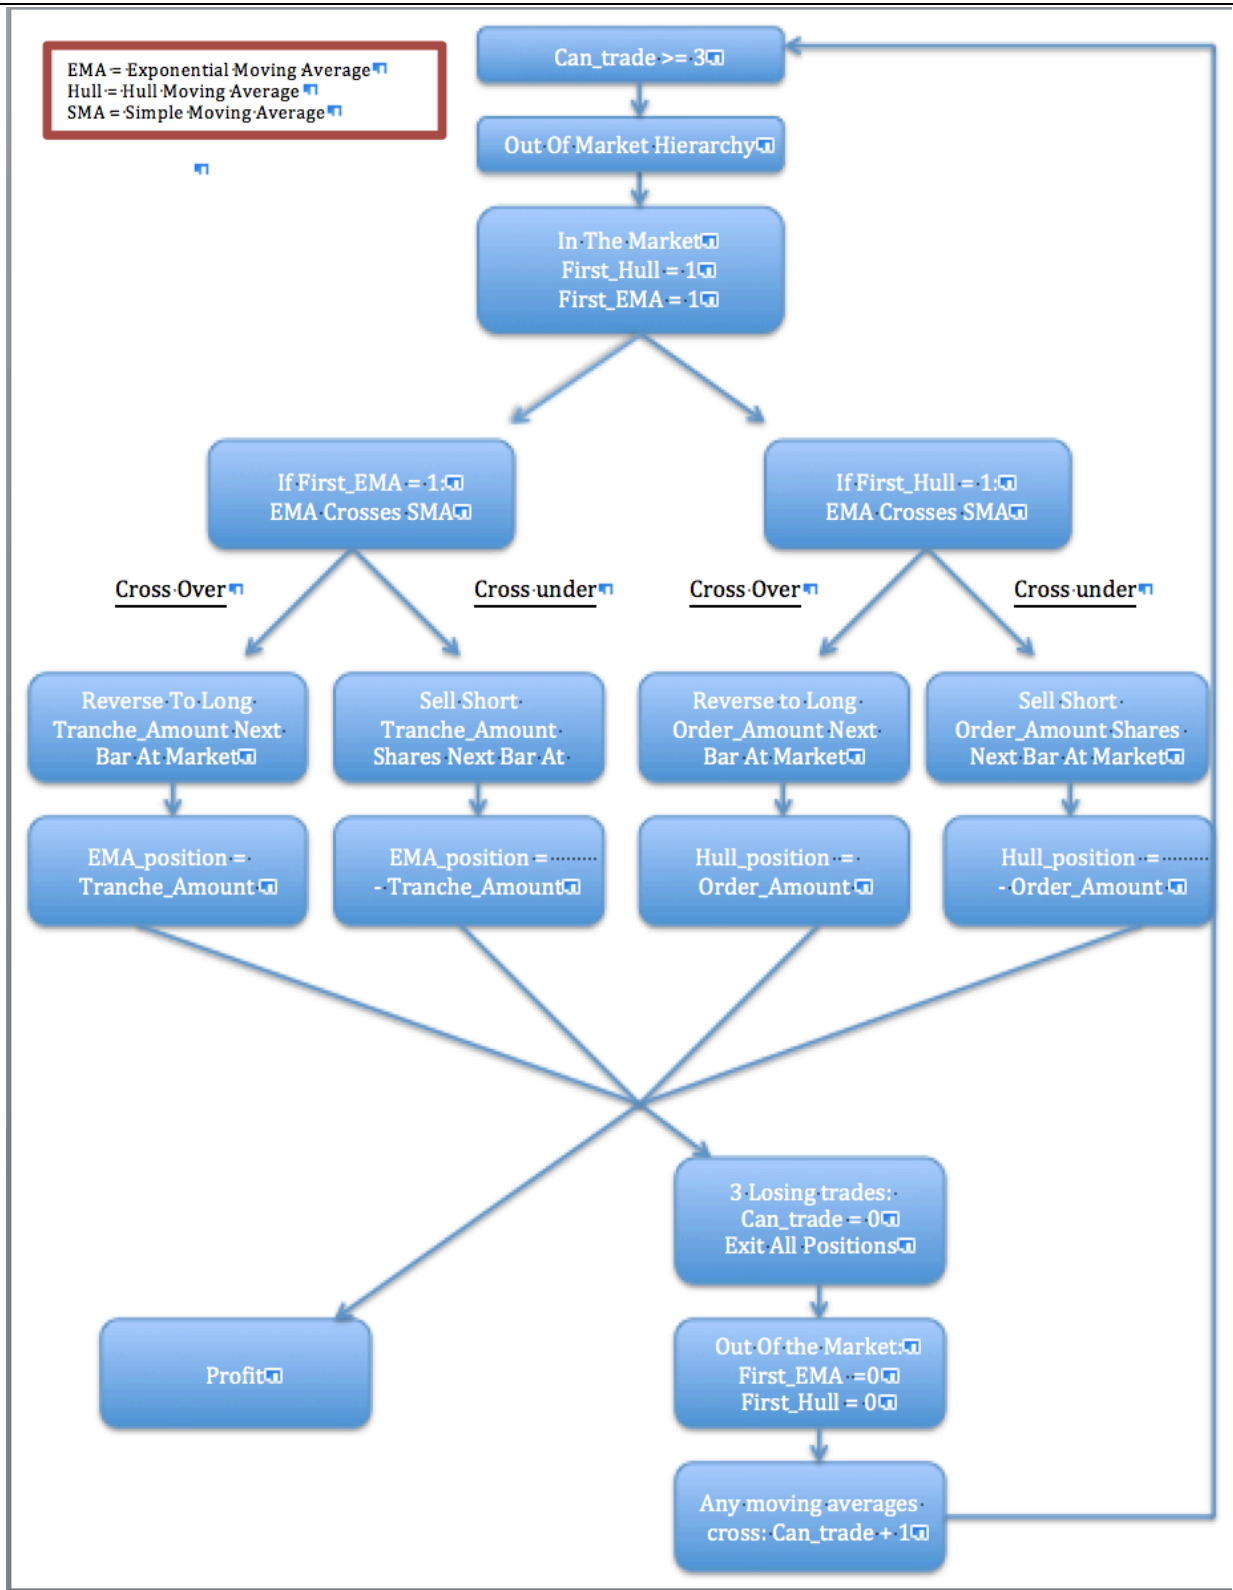 EMA = Exponential Moving Average
Hull = Hull Moving Average
SMA = Simple Moving Average
Can_trade >= 3
Out Of Market Hierarchy
In The Market
First_Hull = 1
First_EMA = 1
If First_EMA = 1:
EMA Crosses SMA
If First_Hull = 1:
EMA Crosses SMA
Cross Over
Cross under
Cross Over
Cross under
Reverse To Long
Tranche_Amount Next
Bar At Market
Sell Short
Tranche_Amount
Shares Next Bar At
Reverse to Long
Order_Amount Next
Bar At Market
Sell Short
Order_Amount Shares
Next Bar At Market
EMA_position =
Tranche_Amount
EMA_position =
- Tranche_Amount
Hull_position =
Order_Amount
Hull_position =
- Order_Amount
3 Losing trades:
Can_trade = 0
Exit All Positions
Profit
Out Of the Market:
First_EMA =0
First_Hull = 0
Any moving averages
cross: Can_trade + 1